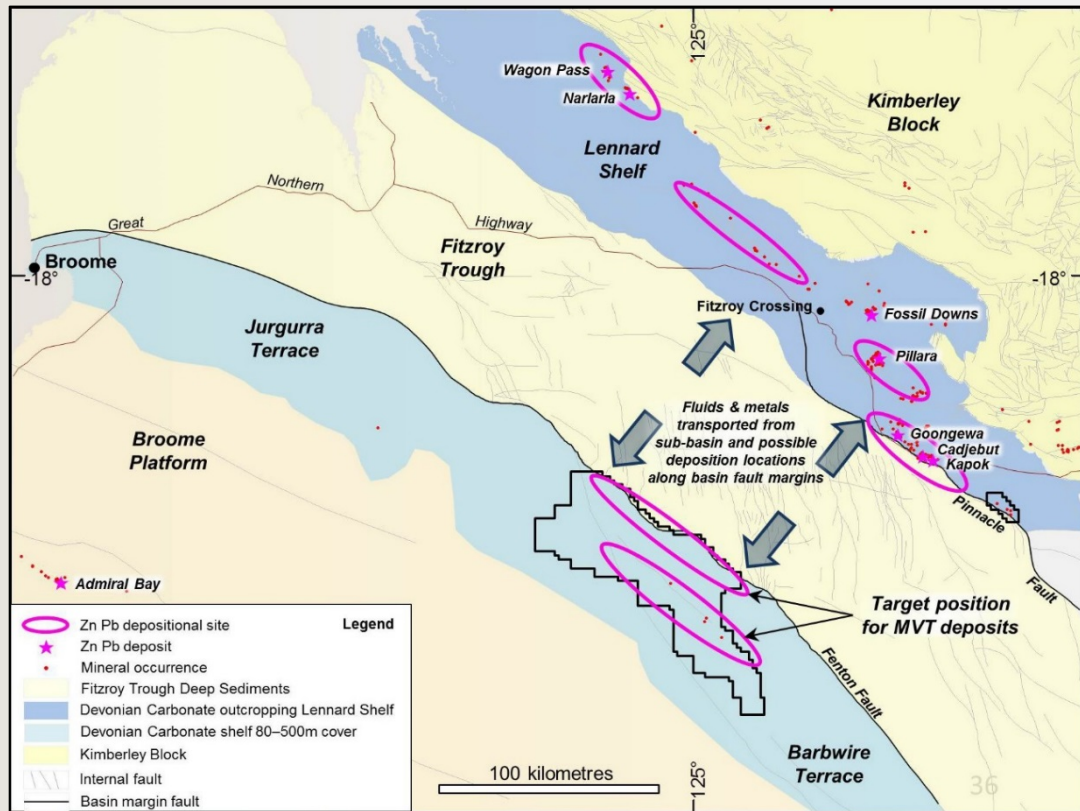 125°
Wagon Pass
Narlarla
Kimberley
Block
Lennard
Shelf
Northern
Great
Highway
Broome
Fitzroy
Trough
-18°
-18°
Fitzroy Crossing
Fossil Downs
Jurgurra
Terrace
Pillara
Fluids & metals
transported from
sub-basin and possible
deposition locations
along basin fault margins
Goongewa
Cadjebut
Kapok
Broome
Platform
Pinnacle
Fault
Admiral Bay
Target position
for MVT deposits
Fenton Fault
Barbwire
Terrace
Legend
Zn Pb depositional site
Zn Pb deposit
Mineral occurrence
Fitzroy Trough Deep Sediments
Devonian Carbonate outcropping Lennard Shelf
Devonian Carbonate shelf 80–500m cover
Kimberley Block
Internal fault
Basin margin fault
100 kilometres
125°
36